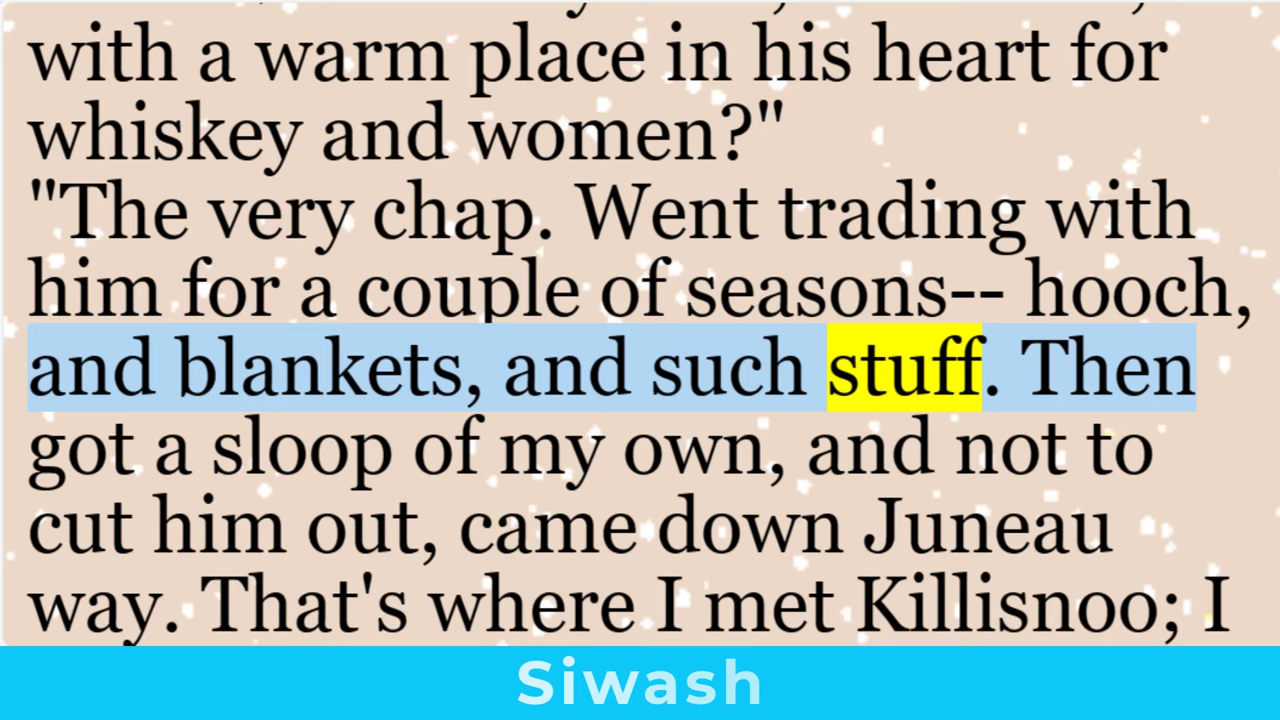 with a warm place in his heart for
whiskey and women?"
"The very chap. Went trading with
him for a couple of seasons-- hooch,
and blankets, and such stuff. Then
got a sloop of my own, and not to
cut him out, came down Juneau
way. That's where I met Killisnoo; I
Siwash